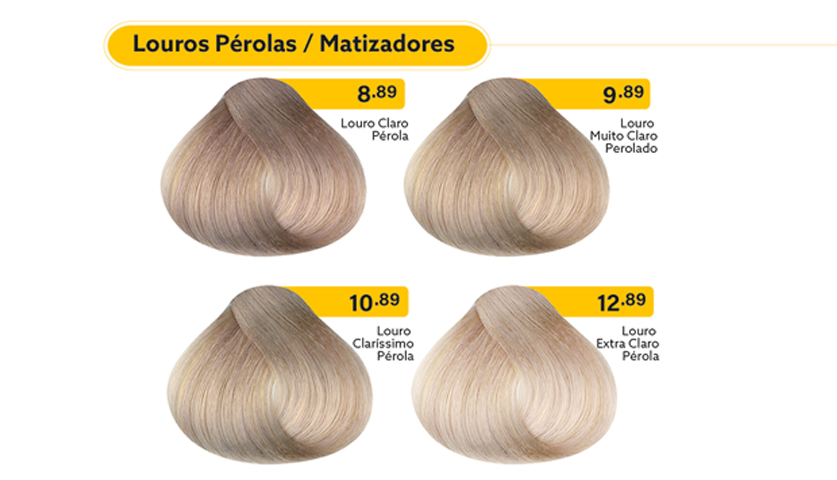 Louros Pérolas / Matizadores
8.89
Louro Claro
Pérola
9.89
Louro
Muito Claro
Perolado
10.89
Louro
Claríssimo
Pérola
12.89
Louro
Extra Claro
Pérola